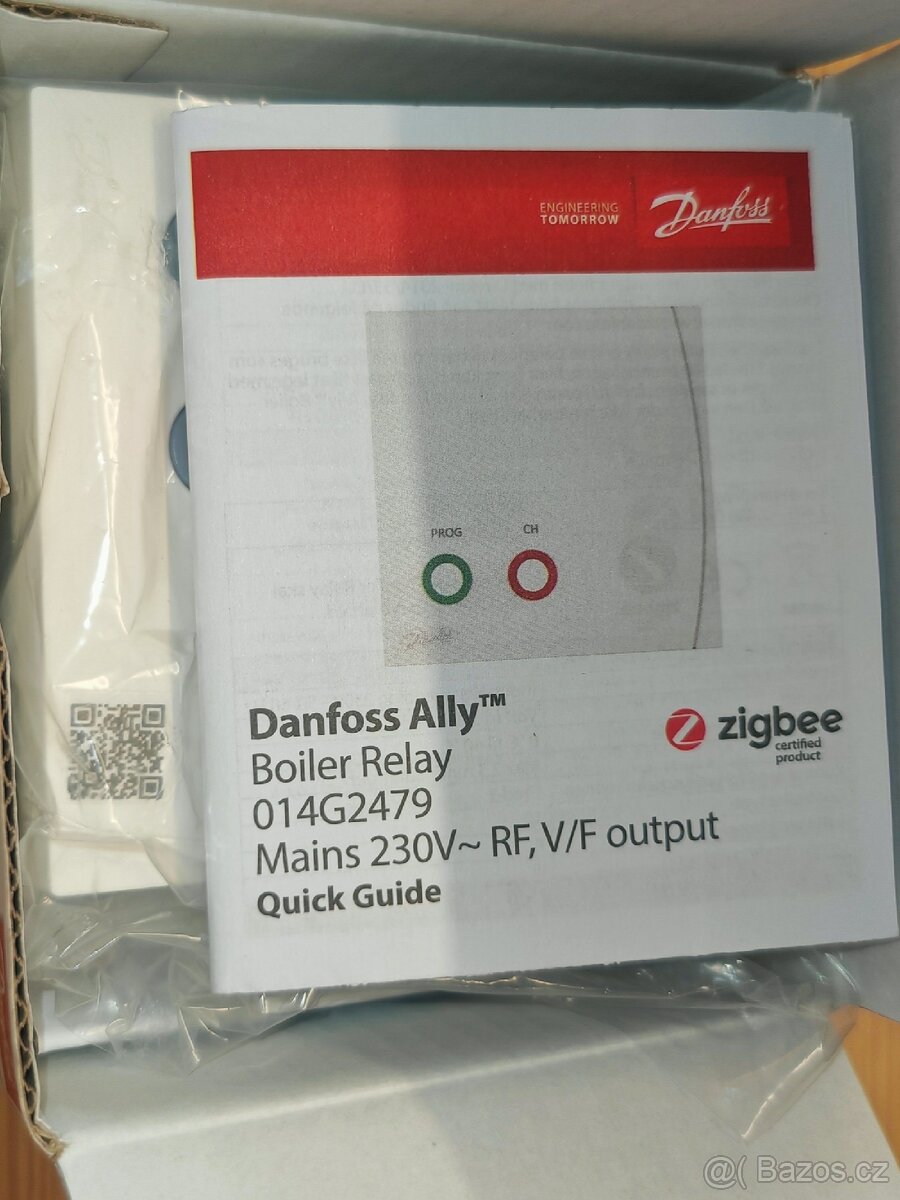 ENGINEERING
TOMORROW
Danfoss
PROG
CH
Danfoss
Danfoss Ally™
Boiler Relay
014G2479
Mains 230V~ RF, V/F output
Quick Guide
zigbee
certified
product
@( Bazos.cz